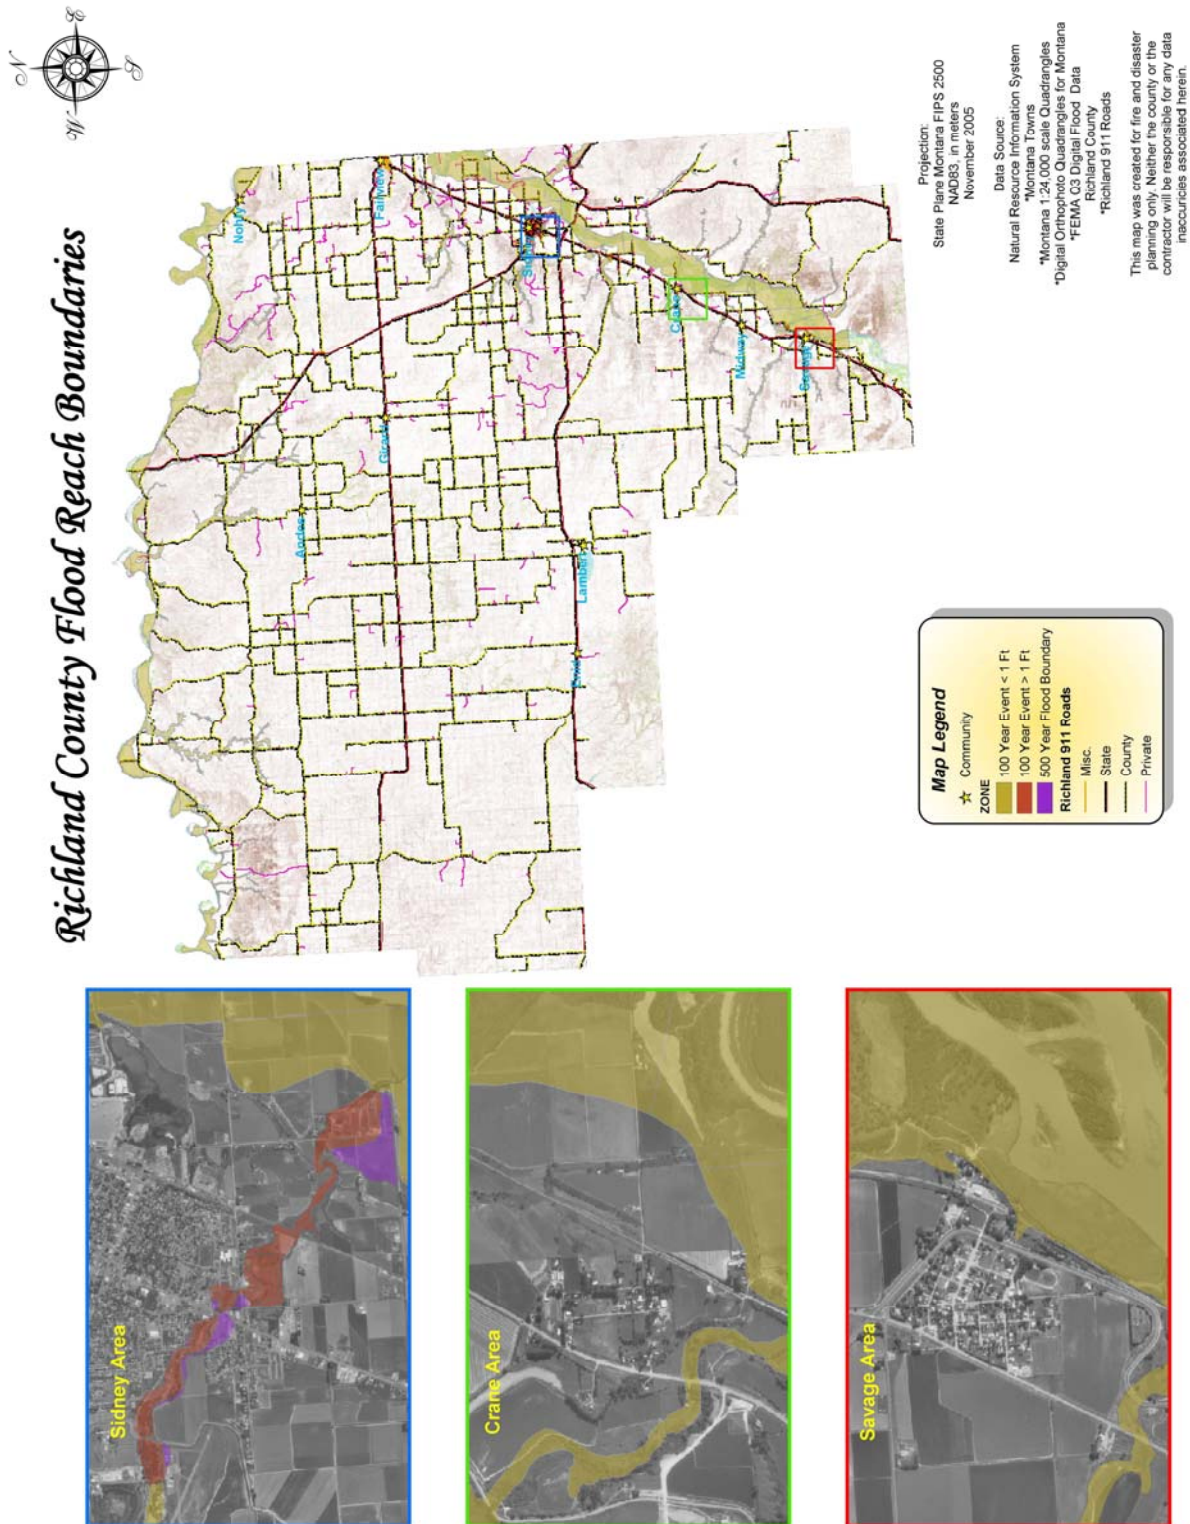 Richland County Flood Reach Boundaries
N
E
W
S
Nohly
Fairview
Sidney
Girard
Andes
Crane
Midway
Savage
Lambert
Enid
Sidney Area
Crane Area
Savage Area
Map Legend
Community
ZONE
100 Year Event < 1 Ft
100 Year Event > 1 Ft
500 Year Flood Boundary
Richland 911 Roads
Misc.
State
County
Private
Projection:
State Plane Montana FIPS 2500
NAD83, in meters
November 2005
Data Source:
Natural Resource Information System
*Montana Towns
*Montana 1:24,000 scale Quadrangles
*Digital Orthophoto Quadrangles for Montana
*FEMA Q3 Digital Flood Data
Richland County
*Richland 911 Roads
This map was created for fire and disaster
planning only. Neither the county or the
contractor will be responsible for any data
inaccuricies associated herein.